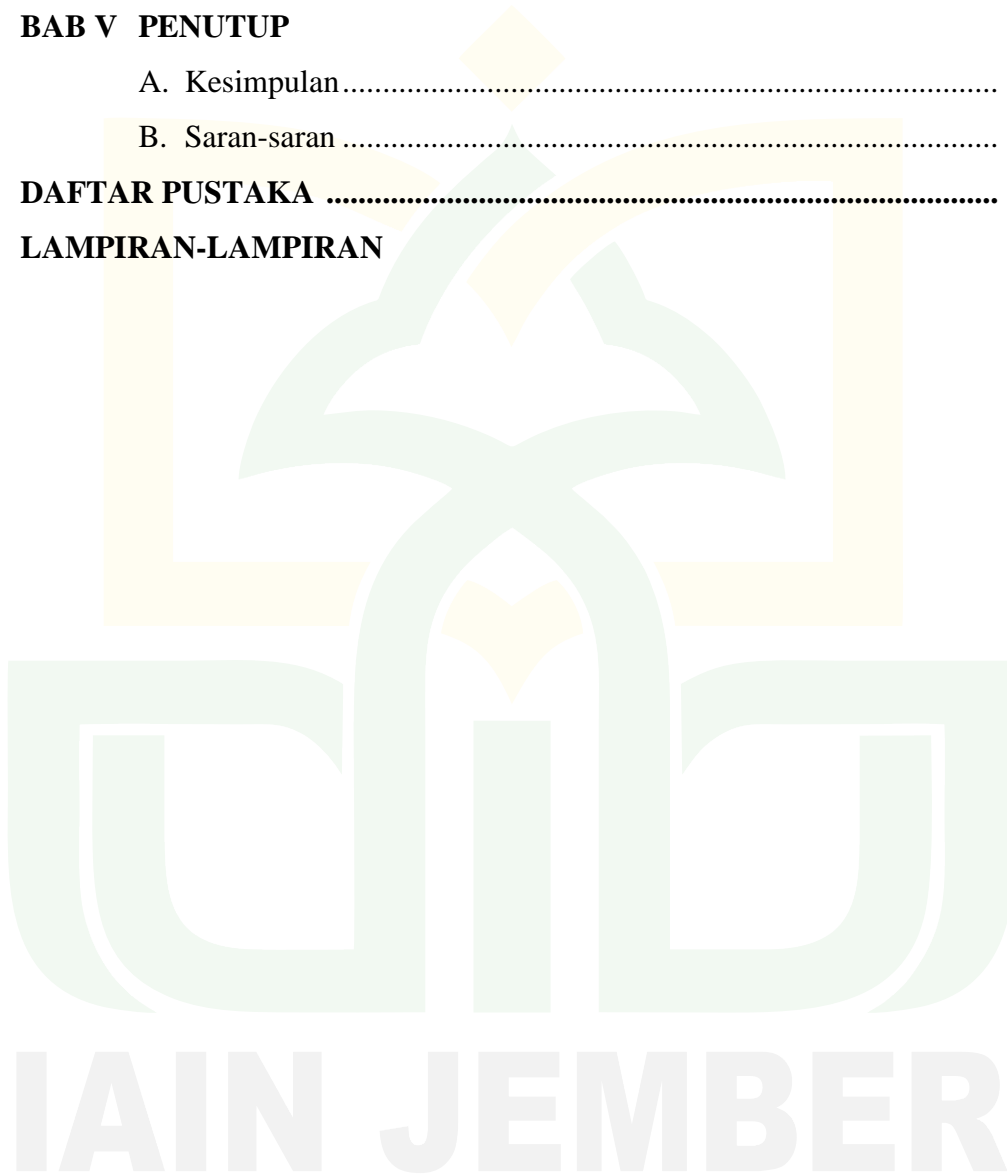 BAB V PENUTUP
A. Kesimpulan..................................................................................
B. Saran-saran ..................................................................................
DAFTAR PUSTAKA ....................................................................................
LAMPIRAN-LAMPIRAN
IAIN JEMBER